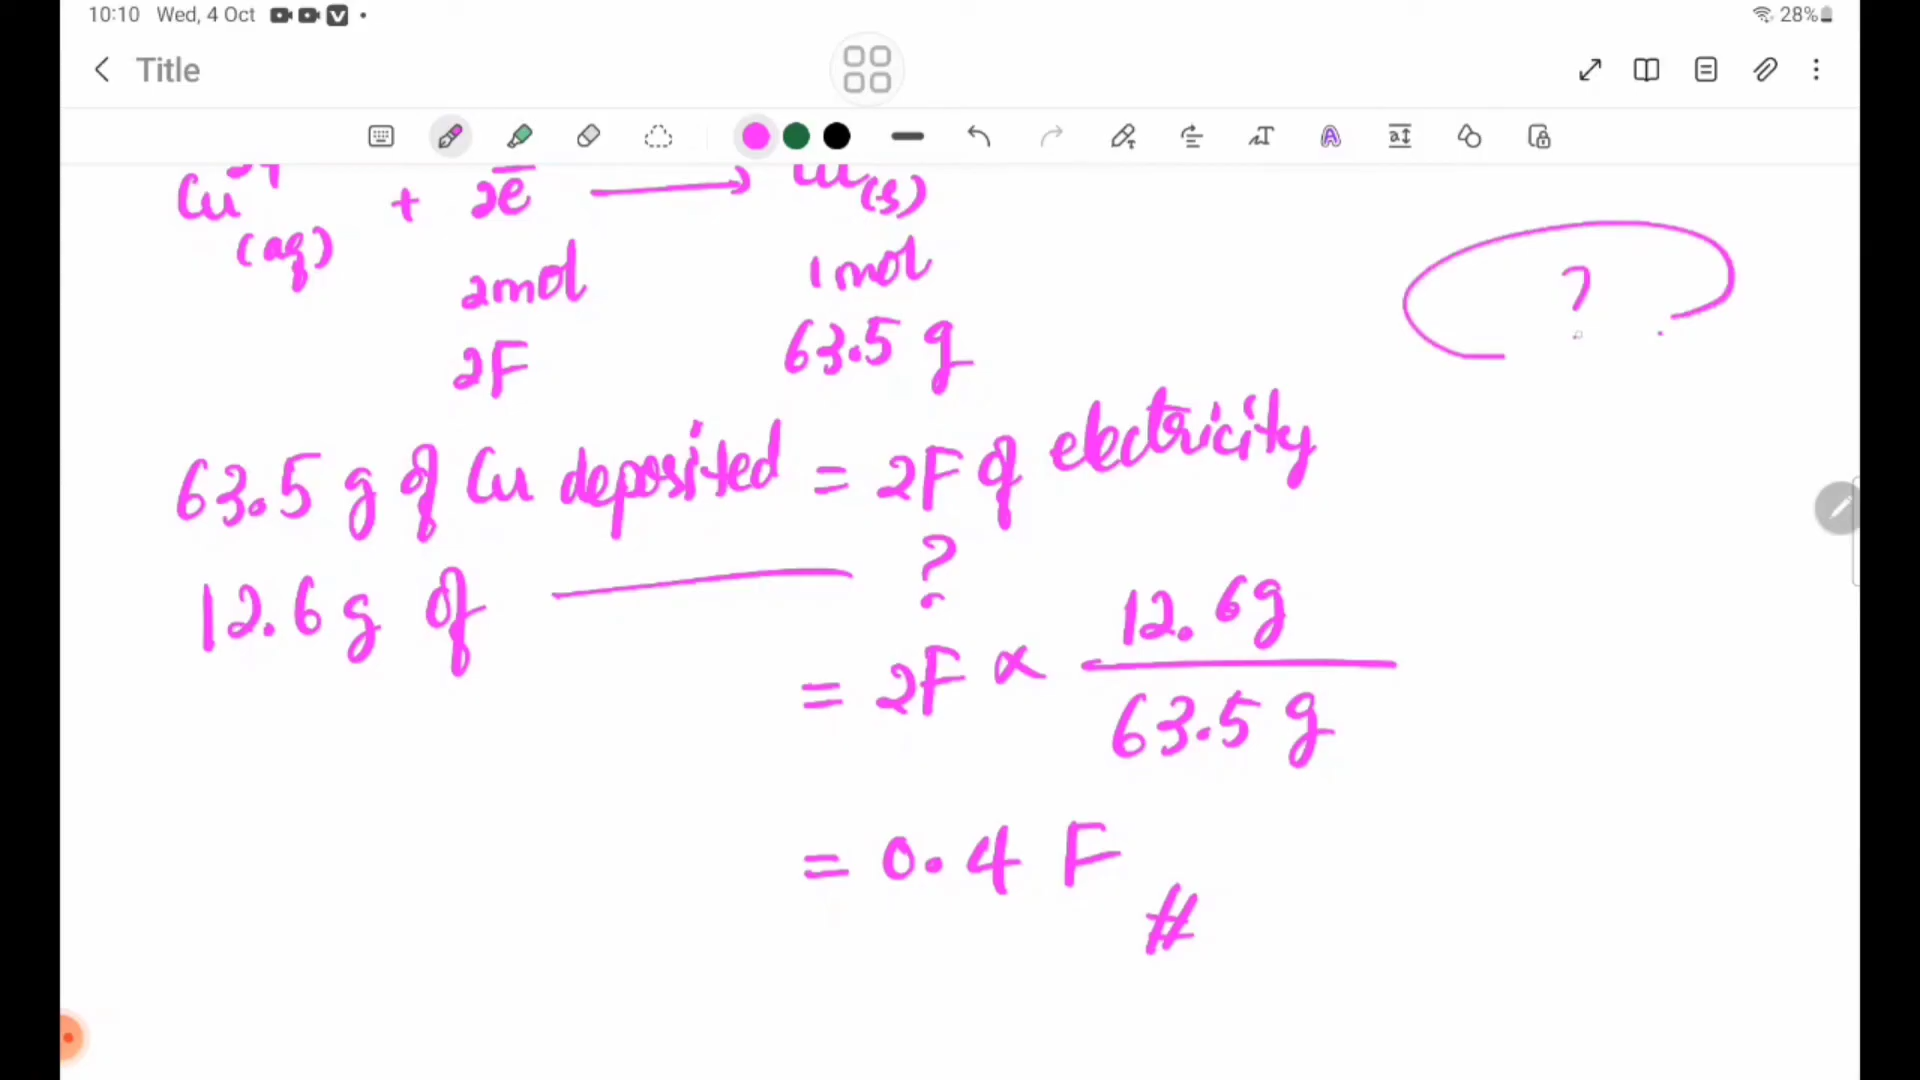 10:10 Wed, 4 Oct
28%
Title
Cu²⁺(aq) + 2e̅ ⟶ Cu(s)
2mol 1mol
?
2F 63.5 g
63.5 g of Cu deposited = 2F of electricity
12.6 g of ——— ?
= 2F × 12.6g / 63.5 g
= 0.4 F #